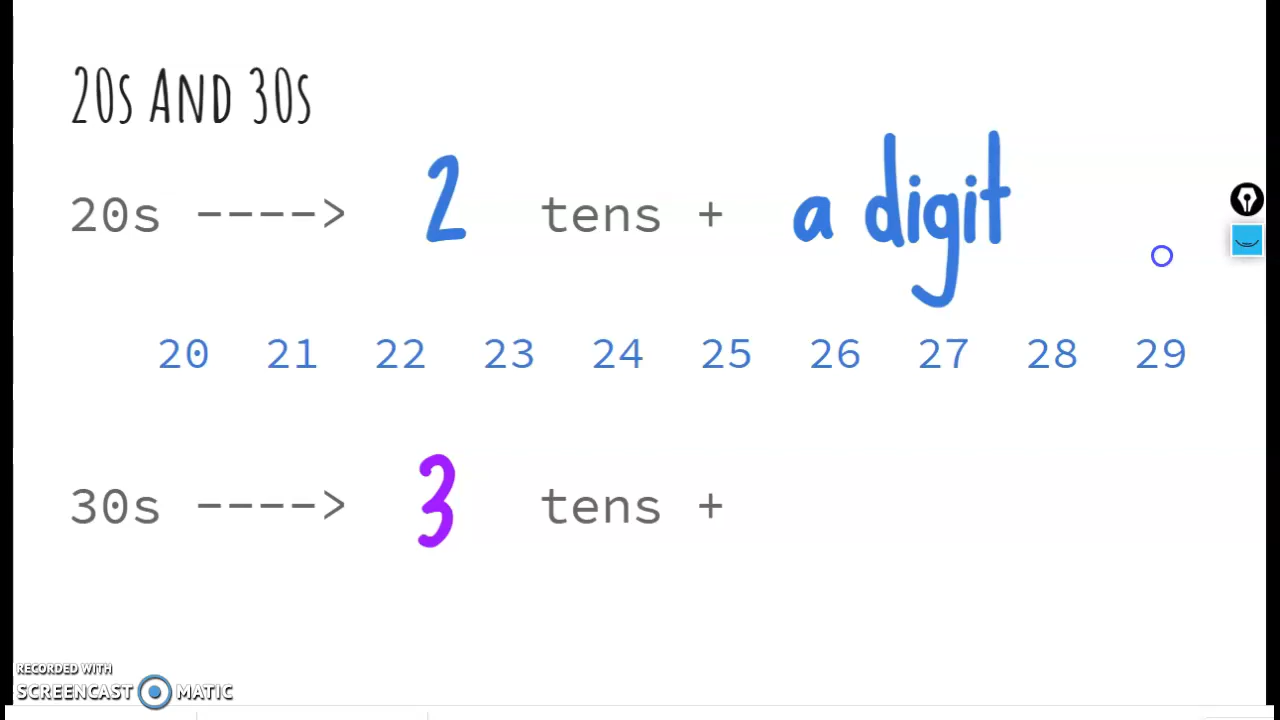 20s And 30s
20s ----> 2 tens + a digit
20 21 22 23 24 25 26 27 28 29
30s ----> 3 tens +
RECORDED WITH
SCREENCAST MATIC